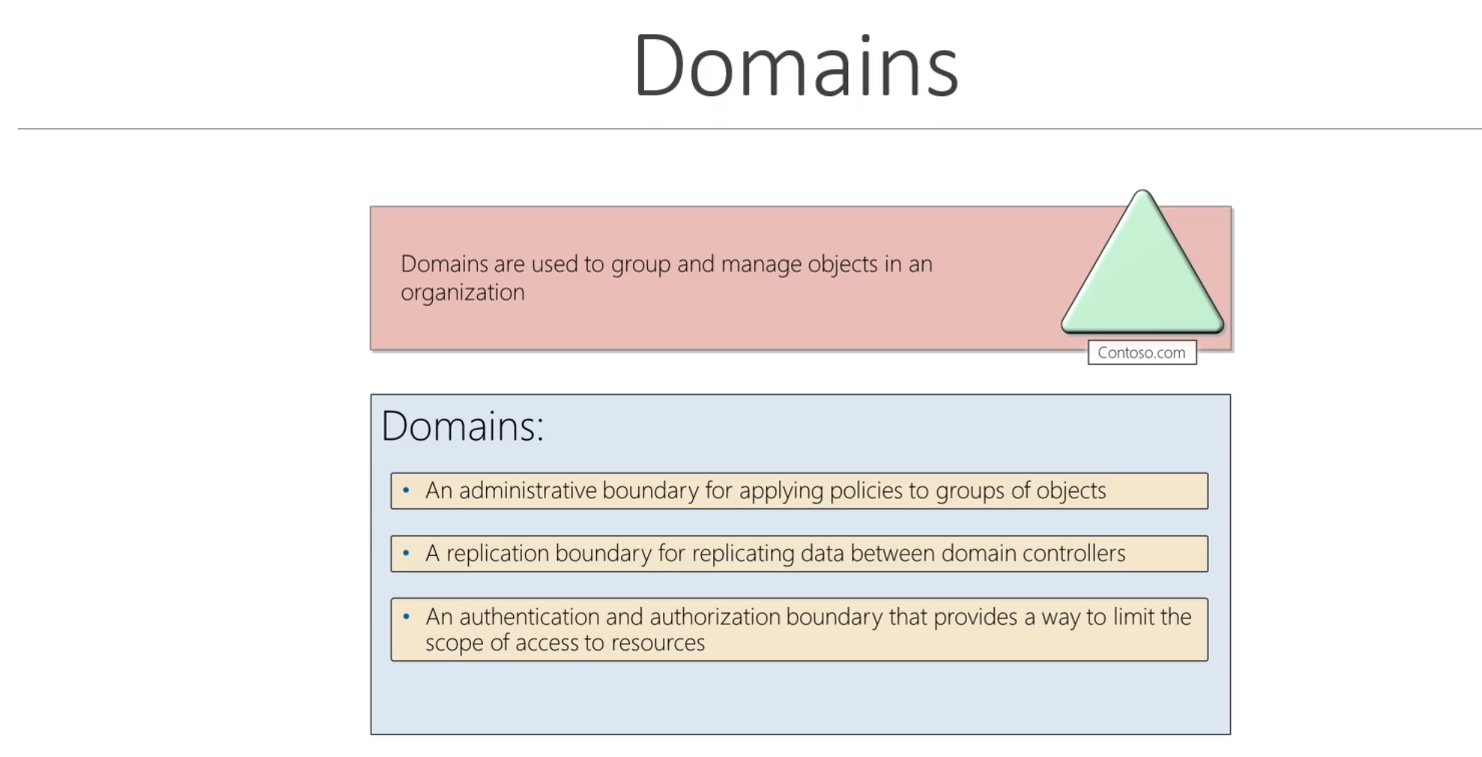 Domains
Domains are used to group and manage objects in an
organization
Contoso.com
Domains:
• An administrative boundary for applying policies to groups of objects
• A replication boundary for replicating data between domain controllers
• An authentication and authorization boundary that provides a way to limit the
scope of access to resources